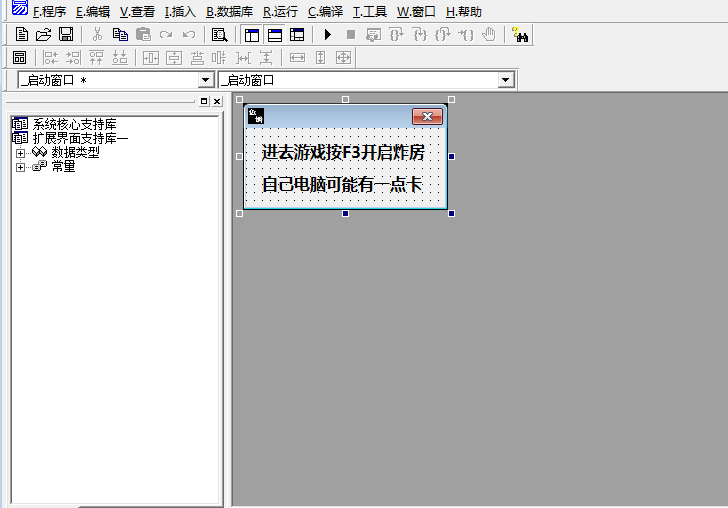 F.程序 E.编辑 V.查看 I.插入 B.数据库 R.运行 C.编译 T.工具 W.窗口 H.帮助
_启动窗口 * _启动窗口
系统核心支持库
扩展界面支持库一
数据类型
常量
进去游戏按F3开启炸房
自己电脑可能有一点卡